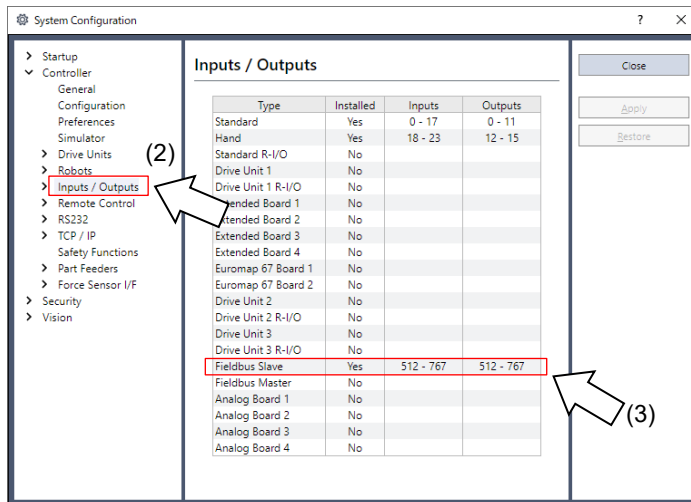 System Configuration
? ×
Startup
Controller
General
Configuration
Preferences
Simulator
Drive Units
Robots
Inputs / Outputs
Remote Control
RS232
TCP / IP
Safety Functions
Part Feeders
Force Sensor I/F
Security
Vision
(2)
Inputs / Outputs
Type Installed Inputs Outputs
Standard Yes 0 - 17 0 - 11
Hand Yes 18 - 23 12 - 15
Standard R-I/O No
Drive Unit 1 No
Drive Unit 1 R-I/O No
tended Board 1 No
Extended Board 2 No
Extended Board 3 No
Extended Board 4 No
Euromap 67 Board 1 No
Euromap 67 Board 2 No
Drive Unit 2 No
Drive Unit 2 R-I/O No
Drive Unit 3 No
Drive Unit 3 R-I/O No
Fieldbus Slave Yes 512 - 767 512 - 767
Fieldbus Master No
Analog Board 1 No
Analog Board 2 No
Analog Board 3 No
Analog Board 4 No
(3)
Close
Apply
Restore